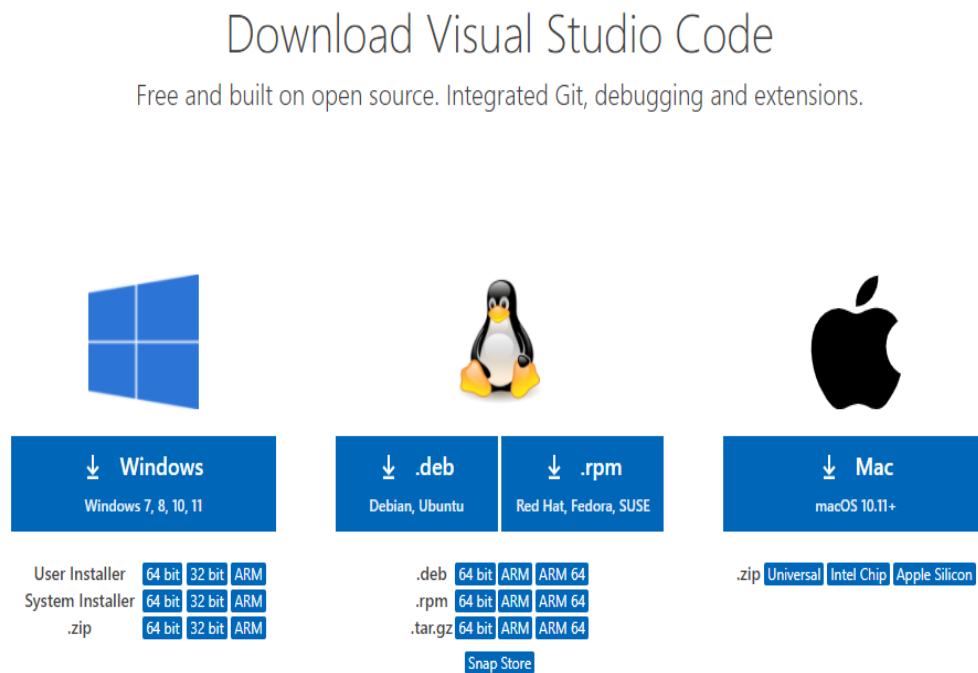 Download Visual Studio Code
Free and built on open source. Integrated Git, debugging and extensions.
Windows
Windows 7, 8, 10, 11
User Installer 64 bit 32 bit ARM
System Installer 64 bit 32 bit ARM
.zip 64 bit 32 bit ARM
.deb
Debian, Ubuntu
.rpm
Red Hat, Fedora, SUSE
.deb 64 bit ARM ARM 64
.rpm 64 bit ARM ARM 64
.tar.gz 64 bit ARM ARM 64
Snap Store
Mac
macOS 10.11+
.zip Universal Intel Chip Apple Silicon